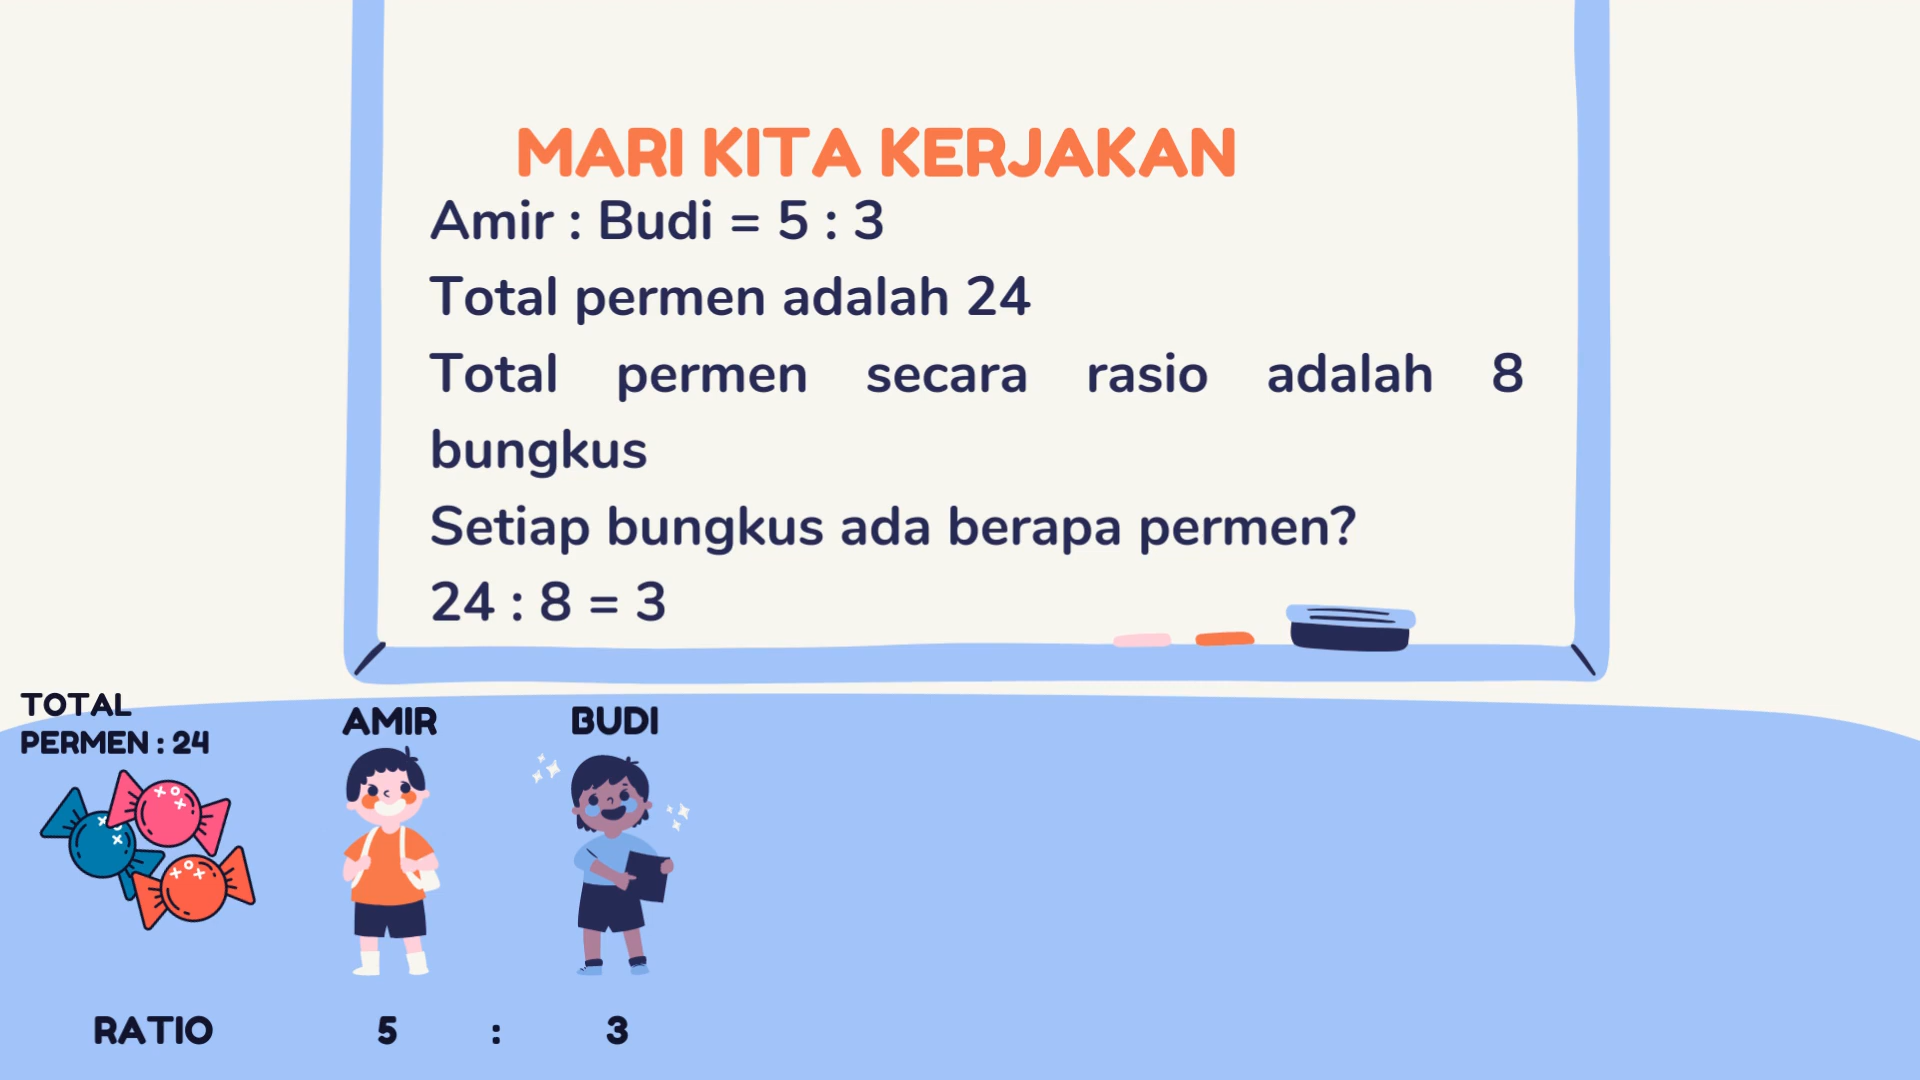 MARI KITA KERJAKAN
Amir : Budi = 5 : 3
Total permen adalah 24
Total permen secara rasio adalah 8
bungkus
Setiap bungkus ada berapa permen?
24 : 8 = 3
TOTAL
PERMEN : 24
AMIR
BUDI
RATIO 5 : 3